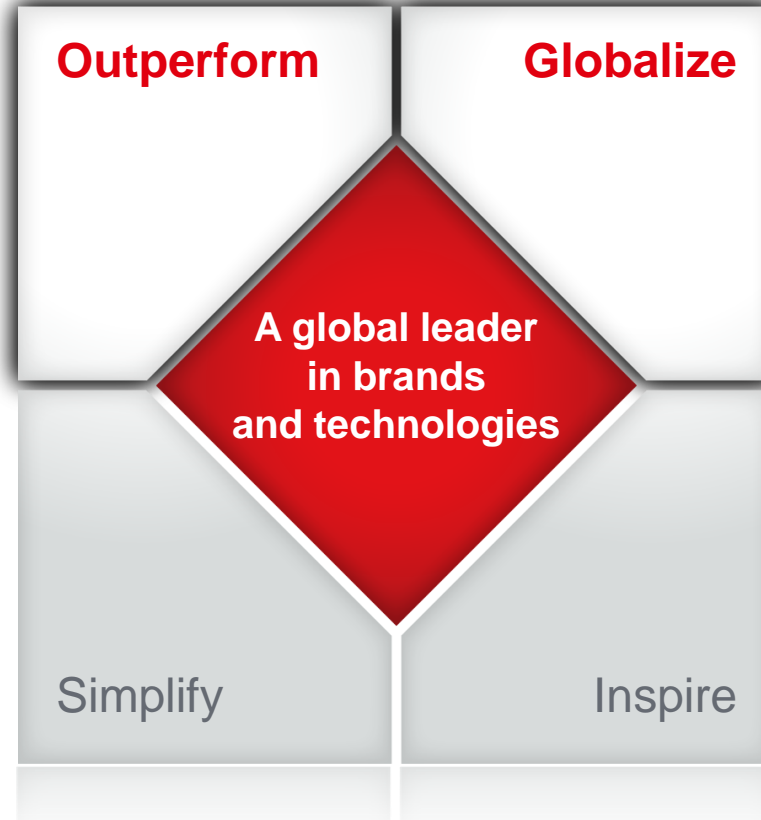 Outperform
Globalize
A global leader
in brands
and technologies
Simplify
Inspire